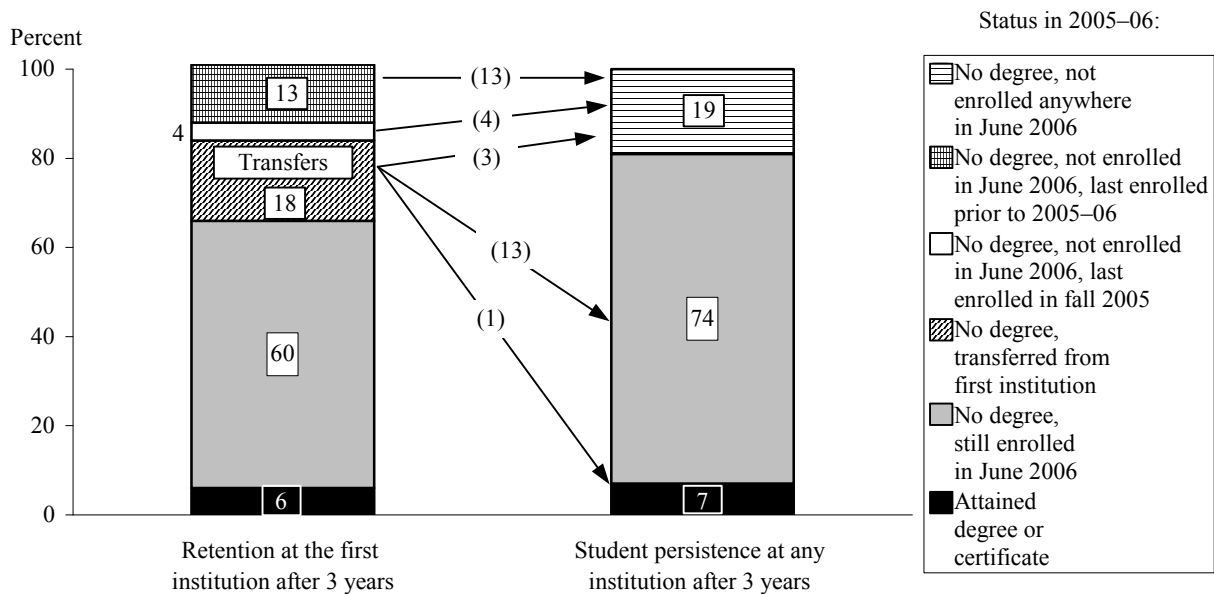 Percent
100
80
60
40
20
0
13
4
Transfers
18
60
6
(13)
(4)
(3)
(13)
(1)
19
74
7
Retention at the first
institution after 3 years
Student persistence at any
institution after 3 years
Status in 2005–06:
No degree, not
enrolled anywhere
in June 2006
No degree, not enrolled
in June 2006, last enrolled
prior to 2005–06
No degree, not enrolled
in June 2006, last
enrolled in fall 2005
No degree,
transferred from
first institution
No degree,
still enrolled
in June 2006
Attained
degree or
certificate